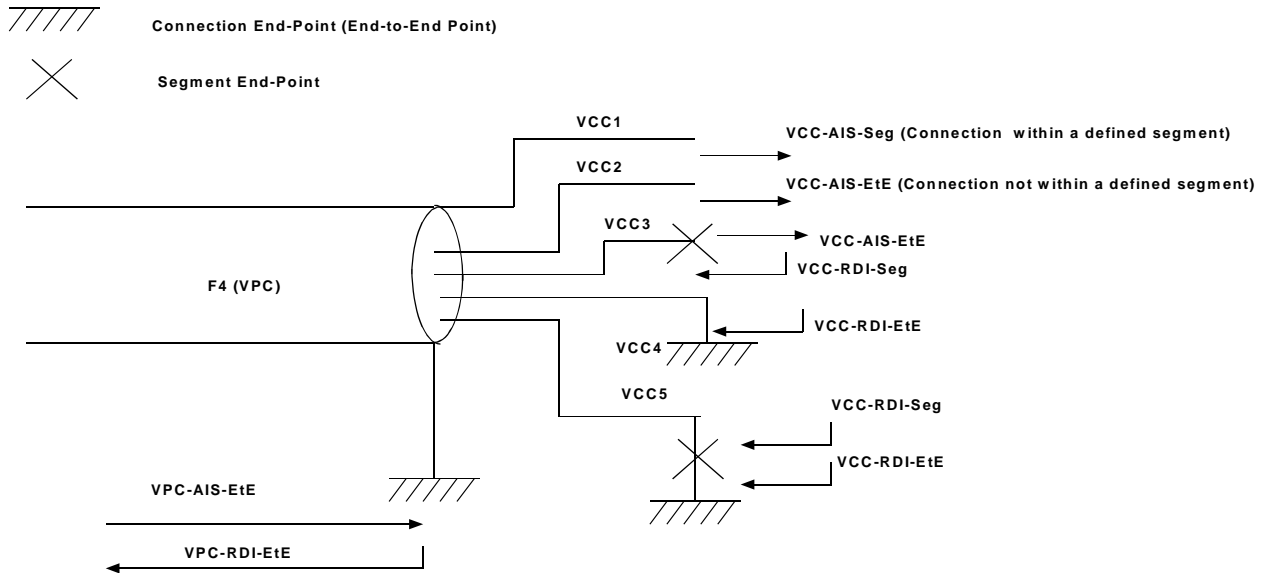 Connection End-Point (End-to-End Point)
Segment End-Point
VCC1
VCC-AIS-Seg (Connection within a defined segment)
VCC2
VCC-AIS-EtE (Connection not within a defined segment)
VCC3
VCC-AIS-EtE
VCC-RDI-Seg
F4 (VPC)
VCC-RDI-EtE
VCC4
VCC5
VCC-RDI-Seg
VCC-RDI-EtE
VPC-AIS-EtE
VPC-RDI-EtE